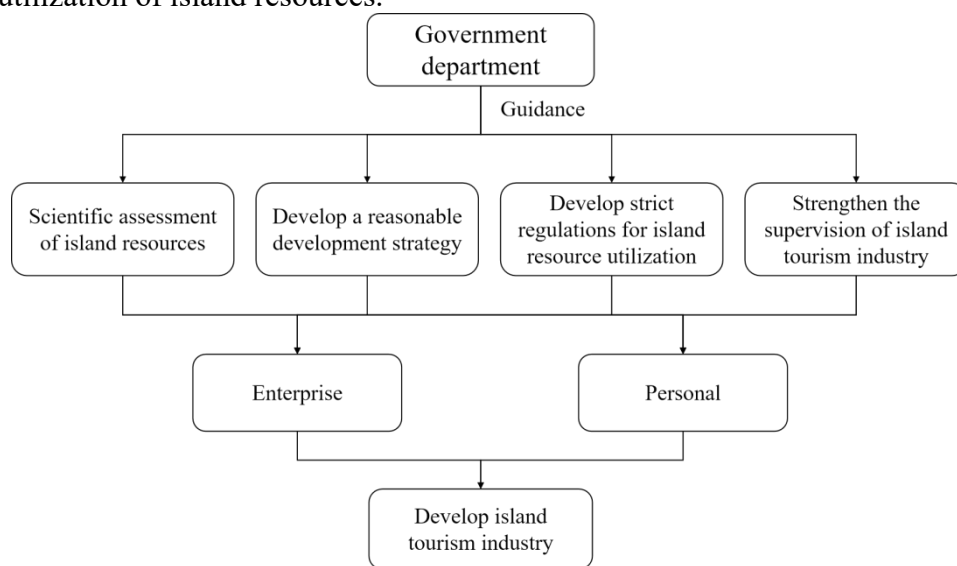 utilization of island resources.
Government
department
Guidance
Scientific assessment
of island resources
Develop a reasonable
development strategy
Develop strict
regulations for island
resource utilization
Strengthen the
supervision of island
tourism industry
Enterprise
Personal
Develop island
tourism industry